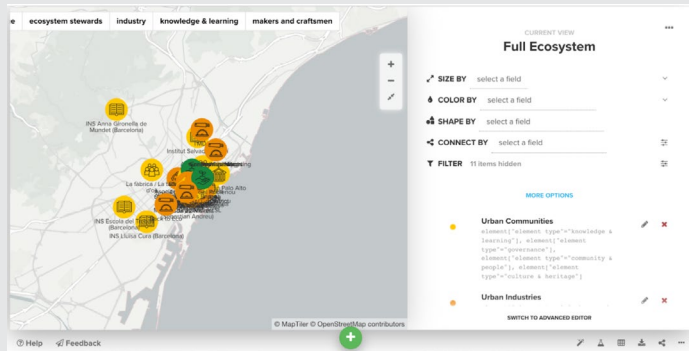 e ecosystem stewards industry knowledge & learning makers and craftsmen
INS Anna Gironella de
Mundet (Barcelona)
Institut Salvad
La fabrica / La
Palo Alto
INS Escola del
(Barcelona)
INS Lluisa Cura (Barcelona)
© MapTiler © OpenStreetMap contributors
CURRENT VIEW
Full Ecosystem
SIZE BY select a field
COLOR BY select a field
SHAPE BY select a field
CONNECT BY select a field
FILTER 11 items hidden
MORE OPTIONS
Urban Communities
element["element type"="knowledge &
learning"], element["element
type"="governance"],
element["element type"="community &
people"], element["element
type"="culture & heritage"]
Urban Industries
SWITCH TO ADVANCED EDITOR
Help Feedback